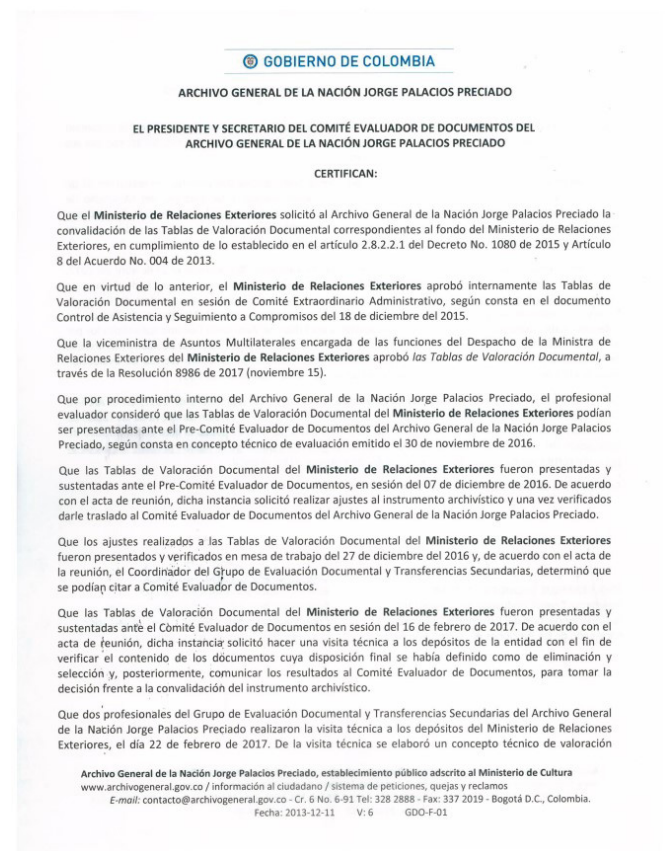 GOBIERNO DE COLOMBIA
ARCHIVO GENERAL DE LA NACIÓN JORGE PALACIOS PRECIADO
EL PRESIDENTE Y SECRETARIO DEL COMITÉ EVALUADOR DE DOCUMENTOS DEL
ARCHIVO GENERAL DE LA NACIÓN JORGE PALACIOS PRECIADO
CERTIFICAN:
Que el Ministerio de Relaciones Exteriores solicitó al Archivo General de la Nación Jorge Palacios Preciado la
convalidación de las Tablas de Valoración Documental correspondientes al fondo del Ministerio de Relaciones
Exteriores, en cumplimiento de lo establecido en el artículo 2.8.2.2.1 del Decreto No. 1080 de 2015 y Artículo
8 del Acuerdo No. 004 de 2013.
Que en virtud de lo anterior, el Ministerio de Relaciones Exteriores aprobó internamente las Tablas de
Valoración Documental en sesión de Comité Extraordinario Administrativo, según consta en el documento
Control de Asistencia y Seguimiento a Compromisos del 18 de diciembre del 2015.
Que la viceministra de Asuntos Multilaterales encargada de las funciones del Despacho de la Ministra de
Relaciones Exteriores del Ministerio de Relaciones Exteriores aprobó las Tablas de Valoración Documental, a
través de la Resolución 8986 de 2017 (noviembre 15).
Que por procedimiento interno del Archivo General de la Nación Jorge Palacios Preciado, el profesional
evaluador consideró que las Tablas de Valoración Documental del Ministerio de Relaciones Exteriores podían
ser presentadas ante el Pre-Comité Evaluador de Documentos del Archivo General de la Nación Jorge Palacios
Preciado, según consta en concepto técnico de evaluación emitido el 30 de noviembre de 2016.
Que las Tablas de Valoración Documental del Ministerio de Relaciones Exteriores fueron presentadas y
sustentadas ante el Pre-Comité Evaluador de Documentos, en sesión del 07 de diciembre de 2016. De acuerdo
con el acta de reunión, dicha instancia solicitó realizar ajustes al instrumento archivístico y una vez verificados
darle traslado al Comité Evaluador de Documentos del Archivo General de la Nación Jorge Palacios Preciado.
Que los ajustes realizados a las Tablas de Valoración Documental del Ministerio de Relaciones Exteriores
fueron presentados y verificados en mesa de trabajo del 27 de diciembre del 2016 y, de acuerdo con el acta de
la reunión, el Coordinador del Grupo de Evaluación Documental y Transferencias Secundarias, determinó que
se podían citar a Comité Evaluador de Documentos.
Que las Tablas de Valoración Documental del Ministerio de Relaciones Exteriores fueron presentadas y
sustentadas ante el Comité Evaluador de Documentos en sesión del 16 de febrero de 2017. De acuerdo con el
acta de reunión, dicha instancia solicitó hacer una visita técnica a los depósitos de la entidad con el fin de
verificar el contenido de los documentos cuya disposición final se había definido como de eliminación y
selección y, posteriormente, comunicar los resultados al Comité Evaluador de Documentos, para tomar la
decisión frente a la convalidación del instrumento archivístico.
Que dos profesionales del Grupo de Evaluación Documental y Transferencias Secundarias del Archivo General
de la Nación Jorge Palacios Preciado realizaron la visita técnica a los depósitos del Ministerio de Relaciones
Exteriores, el día 22 de febrero de 2017. De la visita técnica se elaboró un concepto técnico de valoración
Archivo General de la Nación Jorge Palacios Preciado, establecimiento público adscrito al Ministerio de Cultura
www.archivogeneral.gov.co / información al ciudadano / sistema de peticiones, quejas y reclamos
E-mail: contacto@archivogeneral.gov.co - Cr. 6 No. 6-91 Tel: 328 2888 - Fax: 337 2019 - Bogotá D.C., Colombia.
Fecha: 2013-12-11 V: 6 GDO-F-01